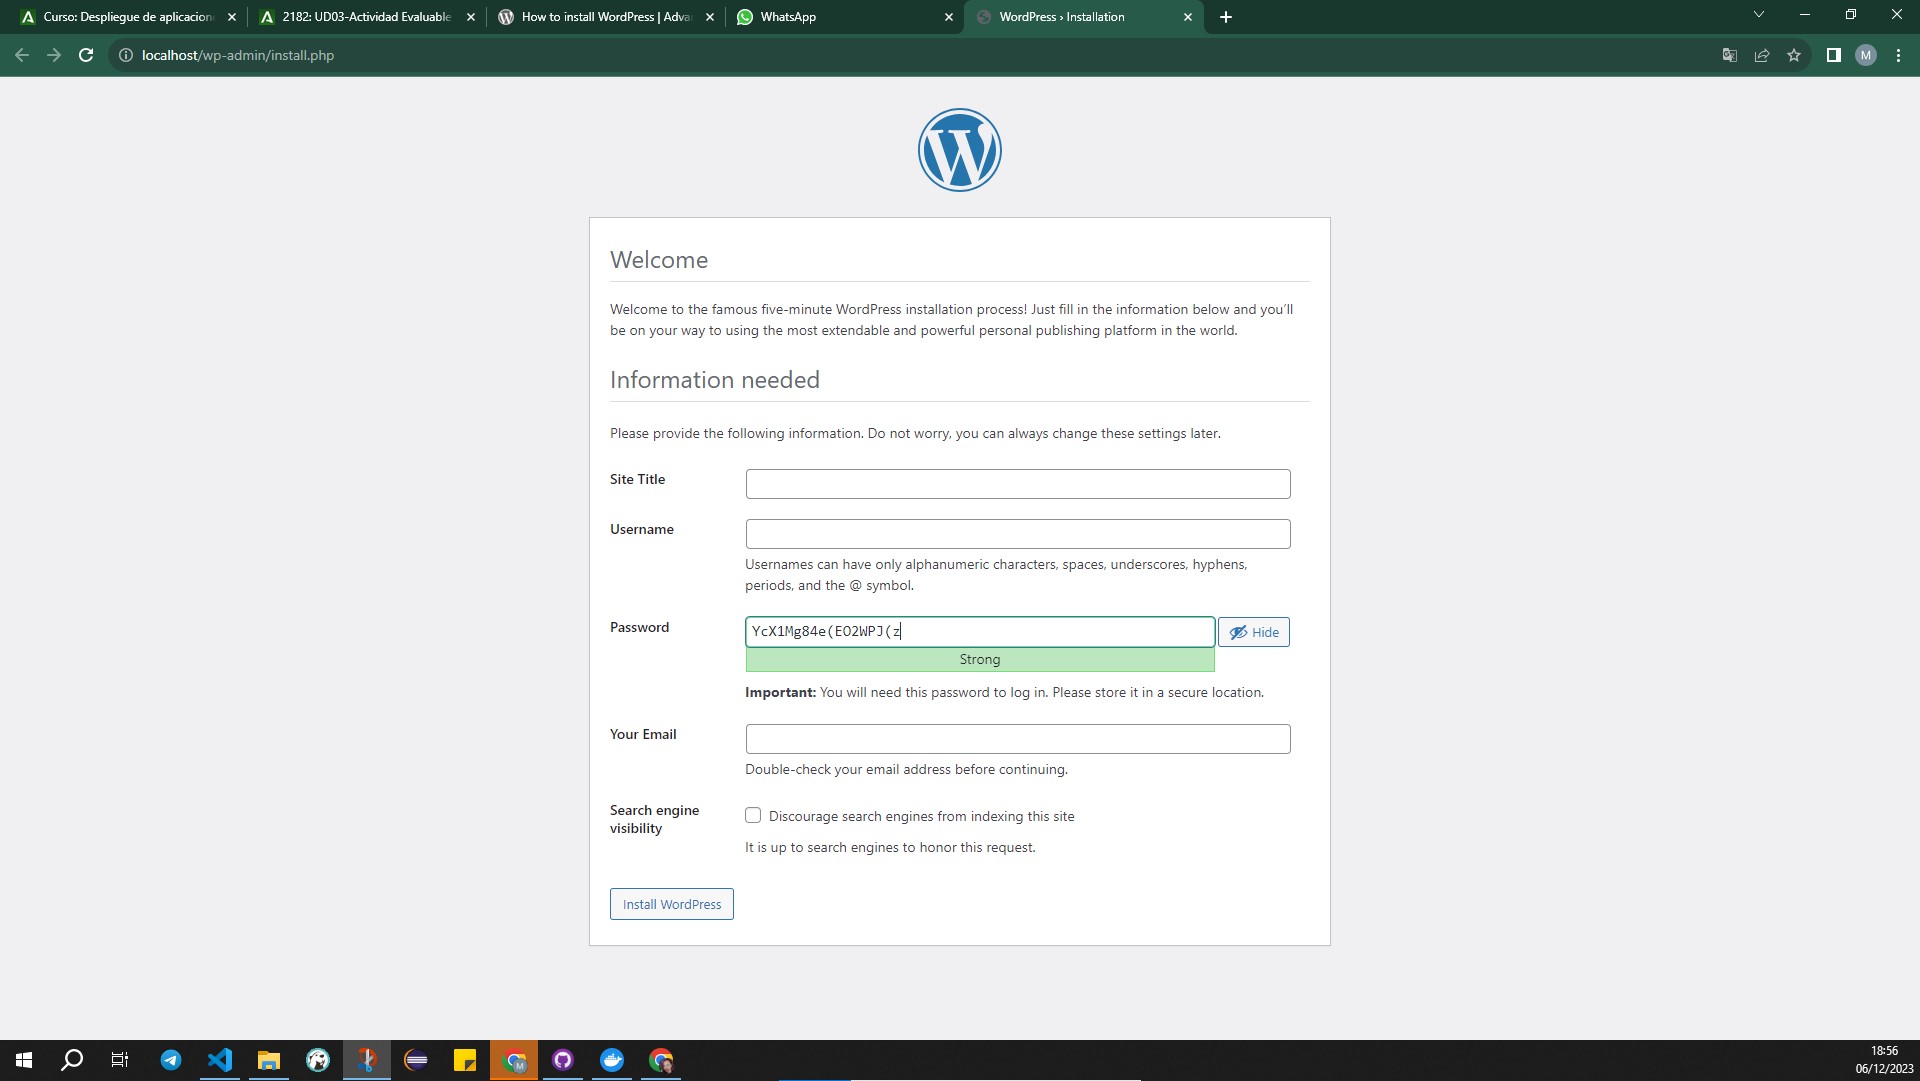 Curso: Despliegue de aplicacion
2182: UD03-Actividad Evaluable
How to install WordPress | Adva
WhatsApp
WordPress › Installation
localhost/wp-admin/install.php
M
Welcome
Welcome to the famous five-minute WordPress installation process! Just fill in the information below and you’ll
be on your way to using the most extendable and powerful personal publishing platform in the world.
Information needed
Please provide the following information. Do not worry, you can always change these settings later.
Site Title
Username
Usernames can have only alphanumeric characters, spaces, underscores, hyphens,
periods, and the @ symbol.
Password
YcX1Mg84e(EO2WPJ(z
Hide
Strong
Important: You will need this password to log in. Please store it in a secure location.
Your Email
Double-check your email address before continuing.
Search engine
visibility
Discourage search engines from indexing this site
It is up to search engines to honor this request.
Install WordPress
18:56
06/12/2023